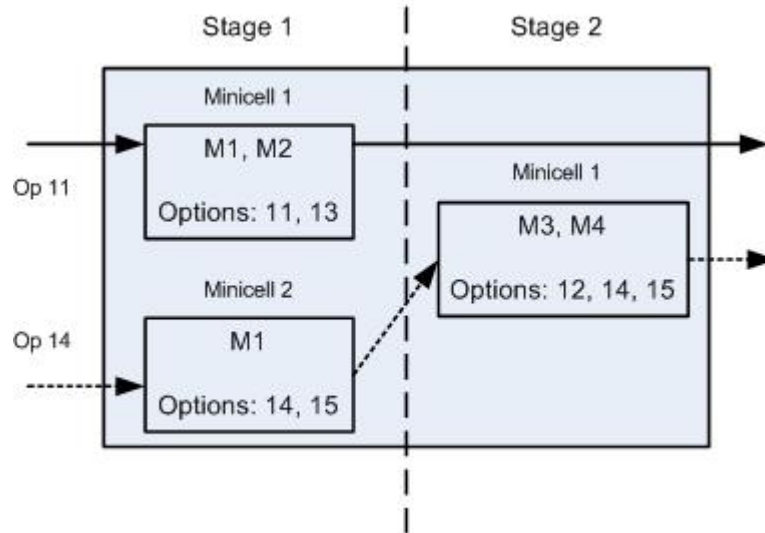 Stage 1
Stage 2
Minicell 1
M1, M2
Options: 11, 13
Op 11
Minicell 1
M3, M4
Options: 12, 14, 15
Minicell 2
M1
Options: 14, 15
Op 14